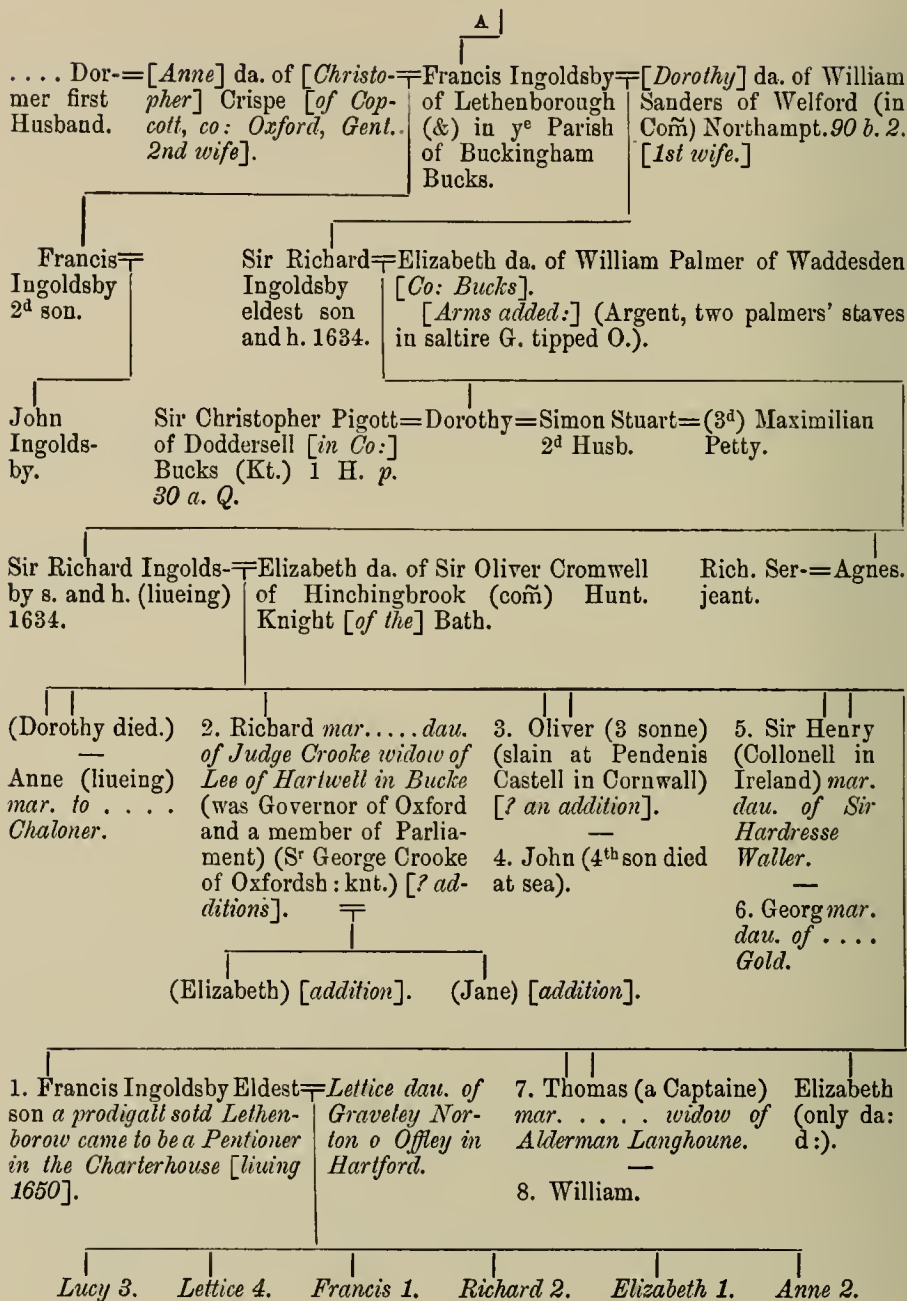 A
. . . . Dor-=[Anne] da. of [Christo-=Francis Ingoldsby=[Dorothy] da. of William
mer first pher] Crispe [of Cop- of Lethenborough Sanders of Welford (in
Husband. cott, co: Oxford, Gent. (&) in yᵉ Parish Com̃) Northampt. 90 b. 2.
2nd wife]. of Buckingham [1st wife.]
Bucks.
Francis= Sir Richard=Elizabeth da. of William Palmer of Waddesden
Ingoldsby Ingoldsby [Co: Bucks].
2ᵈ son. eldest son [Arms added:] (Argent, two palmers' staves
and h. 1634. in saltire G. tipped O.).
John Sir Christopher Pigott=Dorothy=Simon Stuart=(3ᵈ) Maximilian
Ingolds- of Doddersell [in Co:] 2ᵈ Husb. Petty.
by. Bucks (Kt.) 1 H. p.
30 a. Q.
Sir Richard Ingolds-=Elizabeth da. of Sir Oliver Cromwell Rich. Ser-=Agnes.
by s. and h. (liueing) of Hinchingbrook (com̃) Hunt. jeant.
1634. Knight [of the] Bath.
(Dorothy died.) 2. Richard mar. . . . . dau. 3. Oliver (3 sonne) 5. Sir Henry
— of Judge Crooke widow of (slain at Pendenis (Collonell in
Anne (liueing) Lee of Hartwell in Bucke Castell in Cornwall) Ireland) mar.
mar. to . . . . (was Governor of Oxford [? an addition]. dau. of Sir
Chaloner. and a member of Parlia- — Hardresse
ment) (Sʳ George Crooke 4. John (4ᵗʰ son died Waller.
of Oxfordsh : knt.) [? ad- at sea). —
ditions]. 6. Georg mar.
dau. of . . . .
Gold.
(Elizabeth) [addition]. (Jane) [addition].
1. Francis Ingoldsby Eldest=Lettice dau. of 7. Thomas (a Captaine) Elizabeth
son a prodigall sold Lethen- Graveley Nor- mar. . . . . widow of (only da:
borow came to be a Pentioner ton o Offley in Alderman Langhoune. d:).
in the Charterhouse [liuing Hartford. —
1650]. 8. William.
Lucy 3. Lettice 4. Francis 1. Richard 2. Elizabeth 1. Anne 2.